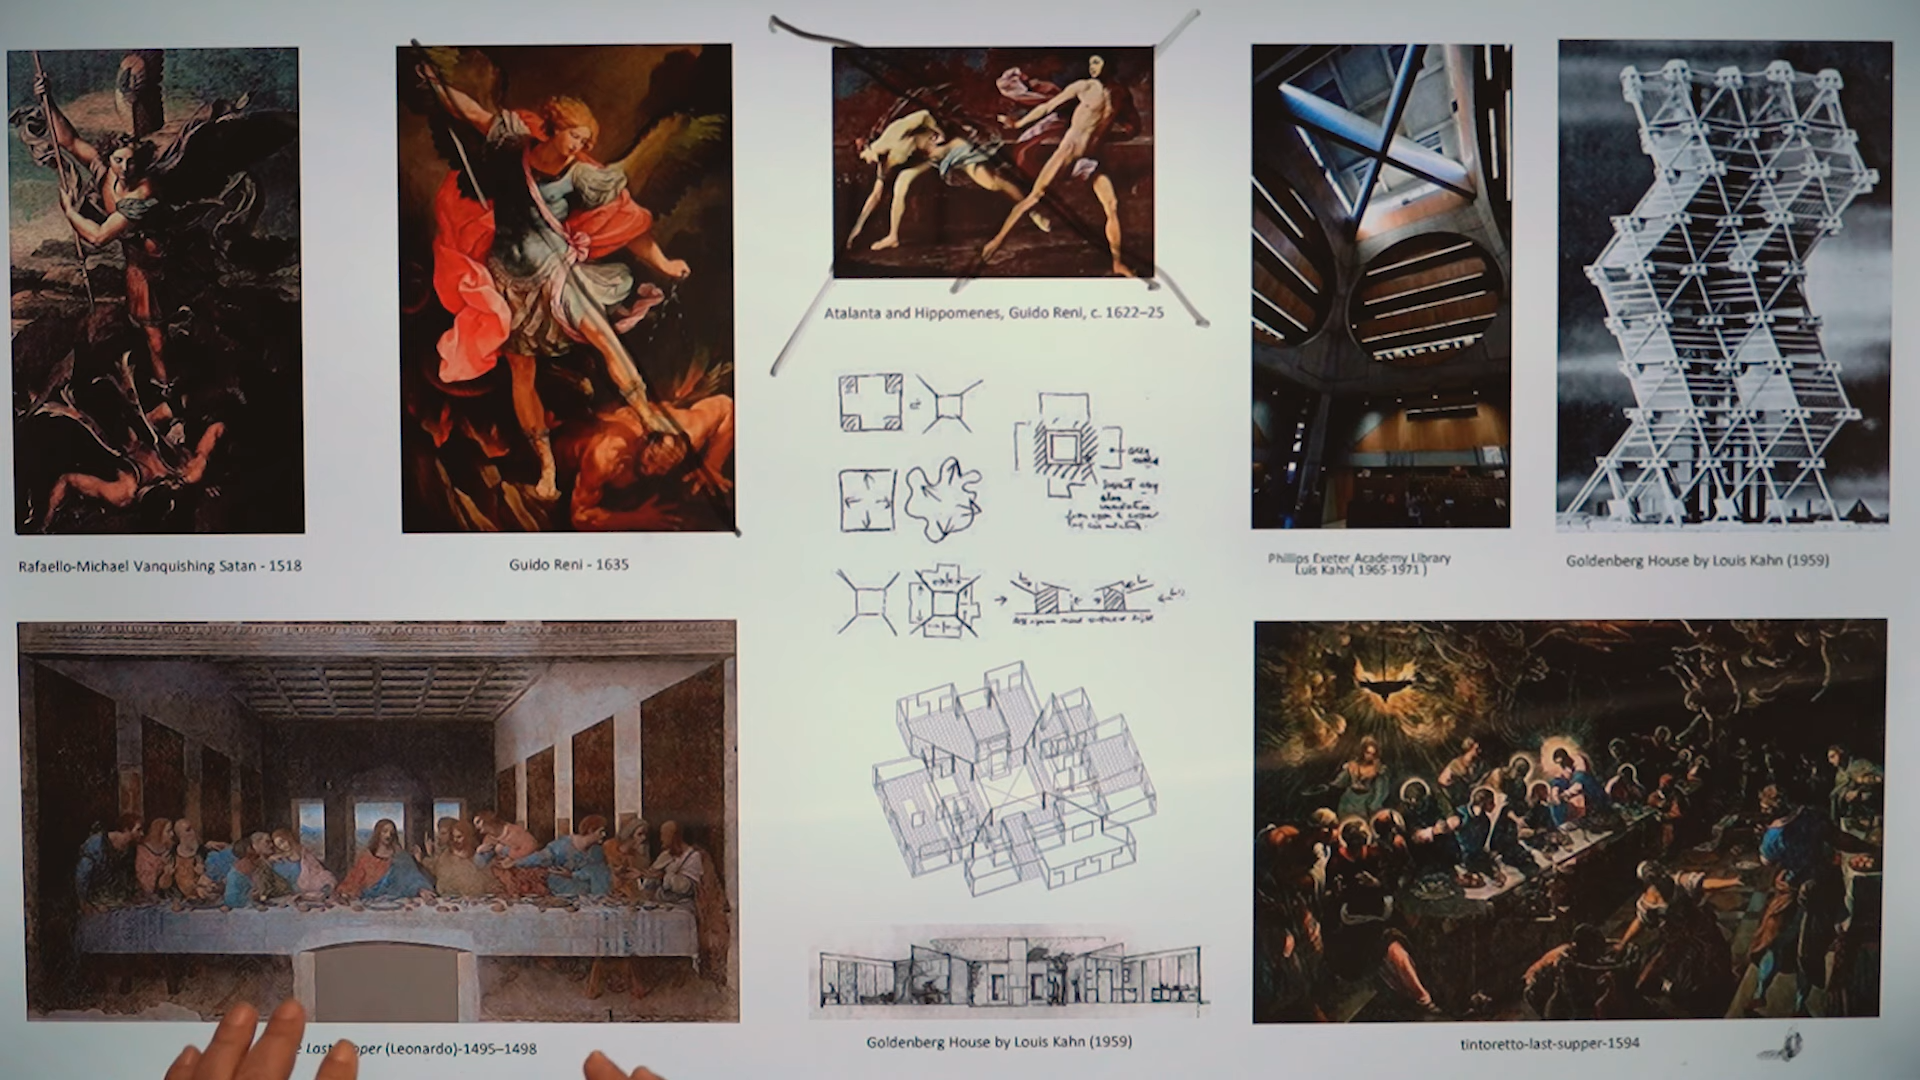 Atalanta and Hippomenes, Guido Reni, c. 1622–25
Rafaello-Michael Vanquishing Satan - 1518
Guido Reni - 1635
Phillips Exeter Academy Library
Luis Kahn( 1965-1971 )
Goldenberg House by Louis Kahn (1959)
Last pper (Leonardo)-1495–1498
Goldenberg House by Louis Kahn (1959)
tintoretto-last-supper-1594